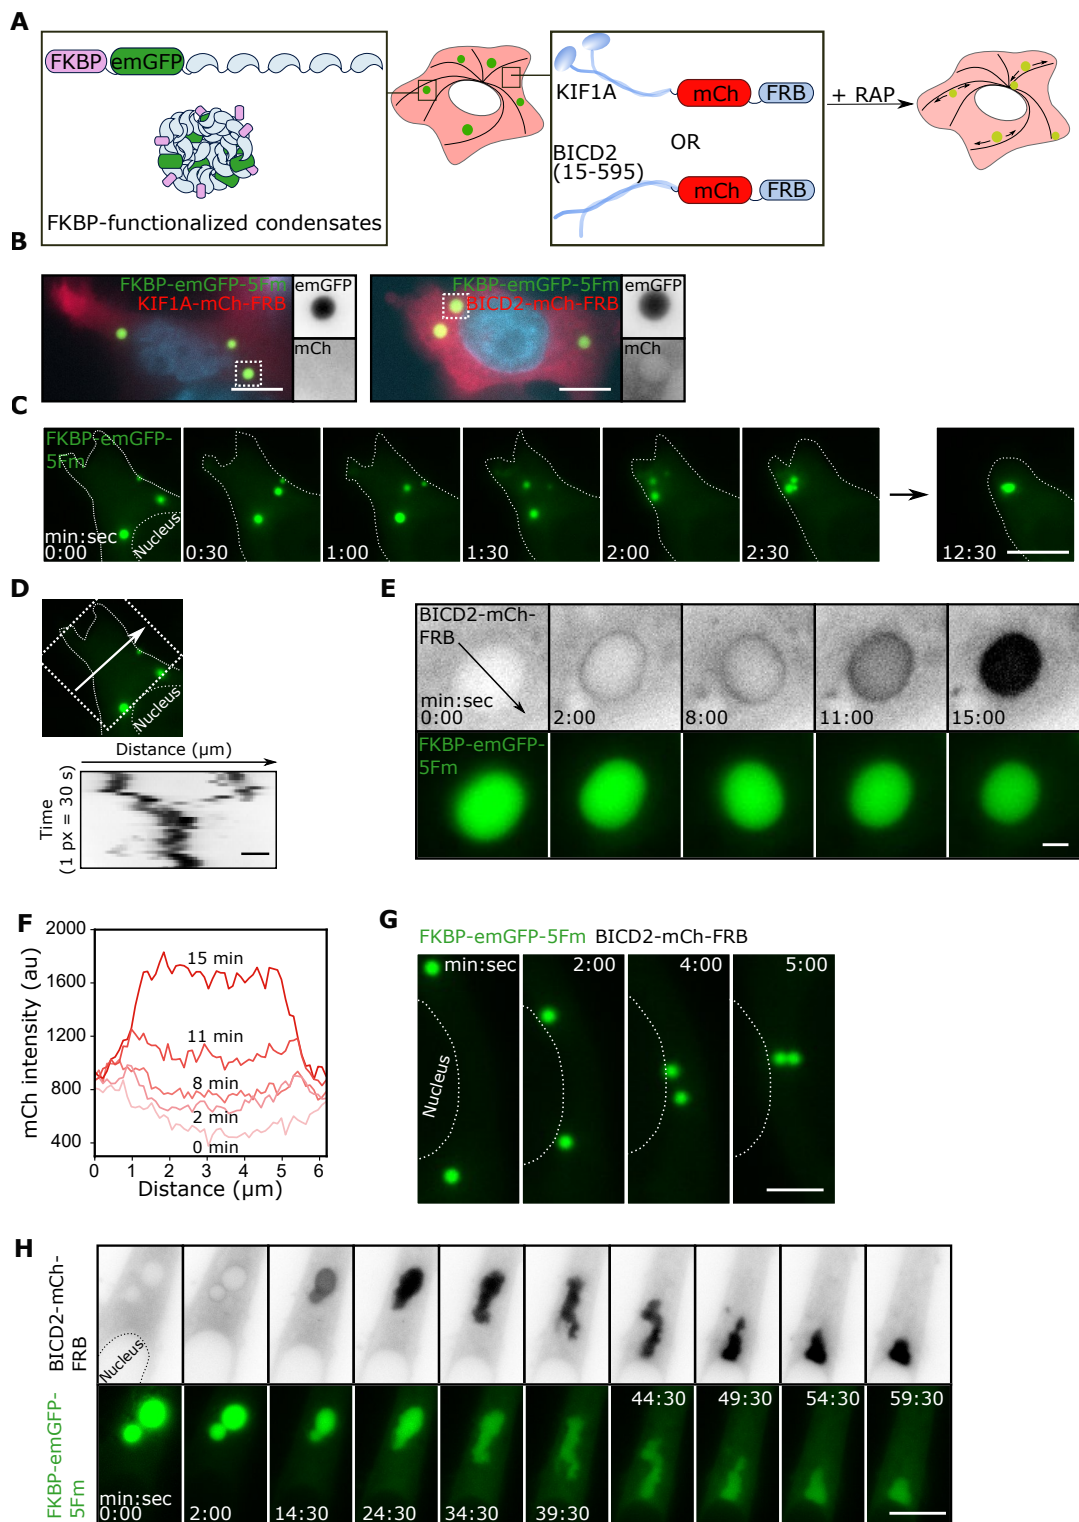 A
FKBP emGFP
FKBP-functionalized condensates
KIF1A
mCh FRB
OR
BICD2
(15-595)
mCh FRB
+ RAP
B
FKBP-emGFP-5Fm
KIF1A-mCh-FRB
emGFP
mCh
FKBP-emGFP-5Fm
BICD2-mCh-FRB
emGFP
mCh
C
FKBP-emGFP-
5Fm
min:sec
0:00
Nucleus
0:30
1:00
1:30
2:00
2:30
12:30
D
Nucleus
Distance (µm)
Time
(1 px = 30 s)
E
BICD2-mCh-
FRB
min:sec
0:00
2:00
8:00
11:00
15:00
FKBP-emGFP-
5Fm
F
mCh intensity (au)
2000
1600
1200
800
400
15 min
11 min
8 min
2 min
0 min
0 1 2 3 4 5 6
Distance (µm)
G
FKBP-emGFP-5Fm BICD2-mCh-FRB
min:sec
2:00
4:00
5:00
Nucleus
H
BICD2-mCh-
FRB
Nucleus
FKBP-emGFP-
5Fm
min:sec
0:00
2:00
14:30
24:30
34:30
39:30
44:30
49:30
54:30
59:30